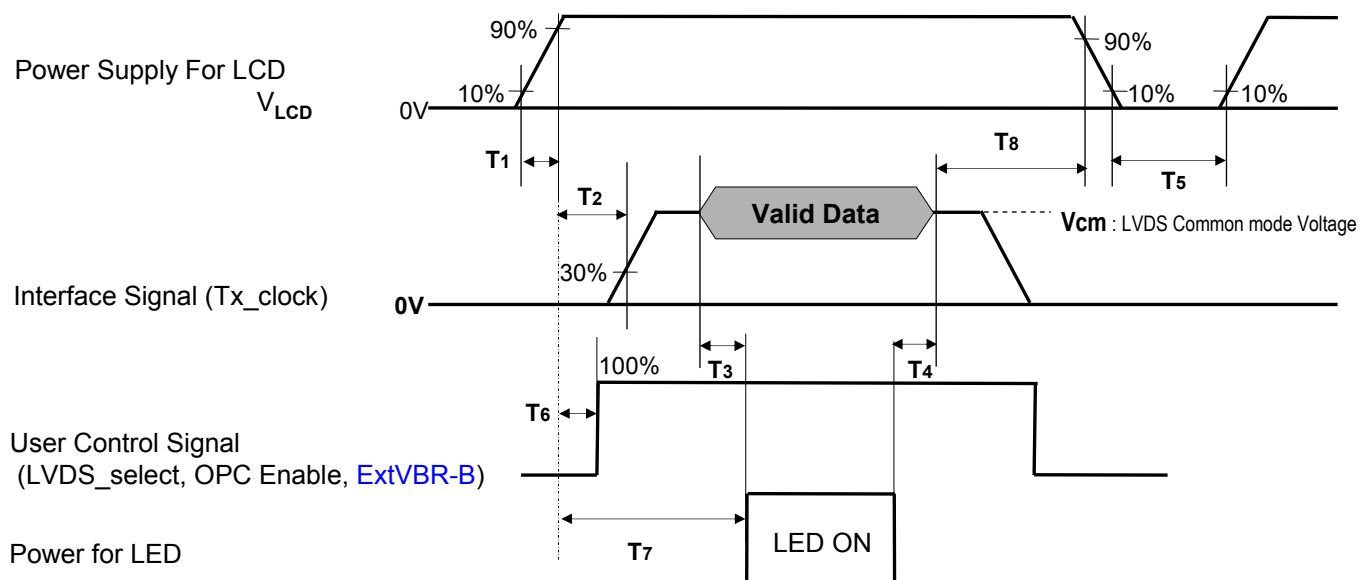 90%
90%
Power Supply For LCD
VLCD
10%
10%
10%
0V
T1
T8
T5
T2
Valid Data
Vcm : LVDS Common mode Voltage
30%
Interface Signal (Tx_clock)
0V
100%
T3
T4
T6
User Control Signal
(LVDS_select, OPC Enable, ExtVBR-B)
T7
LED ON
Power for LED